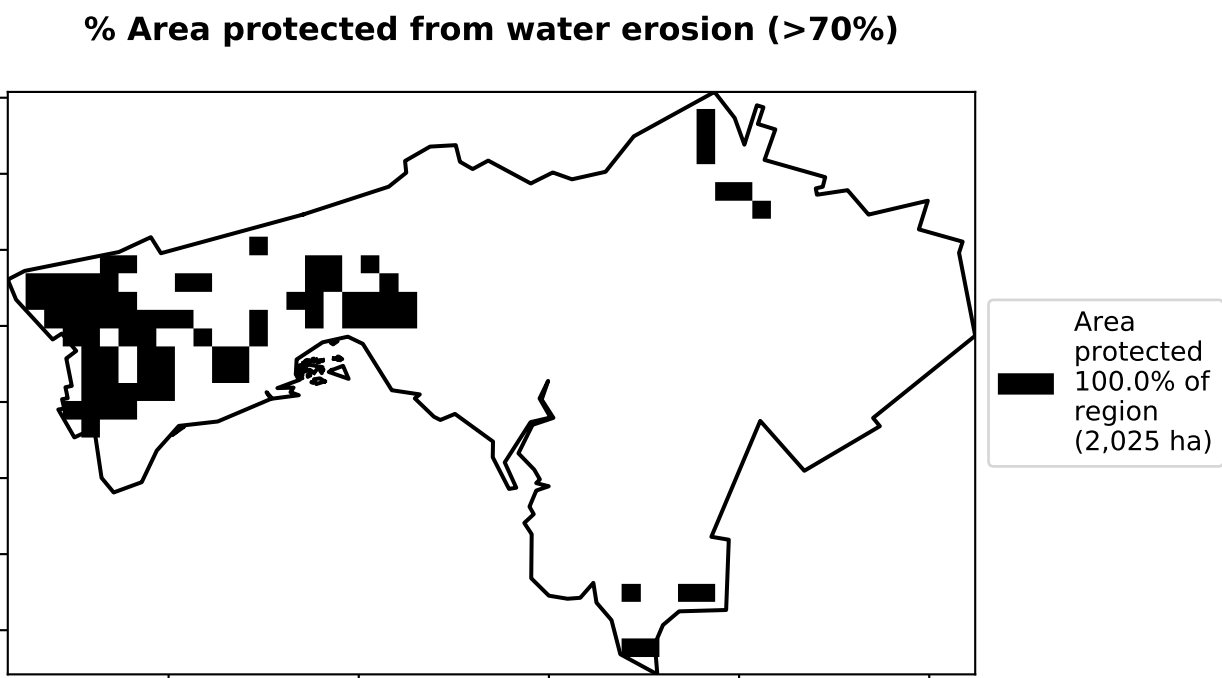 % Area protected from water erosion (>70%)
Area
protected
100.0% of
region
(2,025 ha)